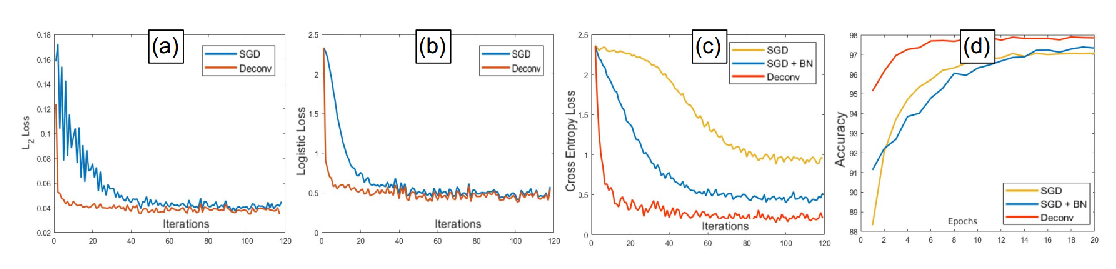 (a)
SGD
Deconv
L2 Loss
0.18
0.16
0.14
0.12
0.1
0.08
0.06
0.04
0.02
0
20
40
60
80
100
120
Iterations
(b)
SGD
Deconv
Logistic Loss
2.5
2
1.5
1
0.5
0
0
20
40
60
80
100
120
Iterations
(c)
SGD
SGD + BN
Deconv
Cross Entropy Loss
2.5
2
1.5
1
0.5
0
0
20
40
60
80
100
120
Iterations
(d)
Accuracy
98
97
96
95
94
93
92
91
90
89
88
SGD
SGD + BN
Deconv
Epochs
0
2
4
6
8
10
12
14
16
18
20